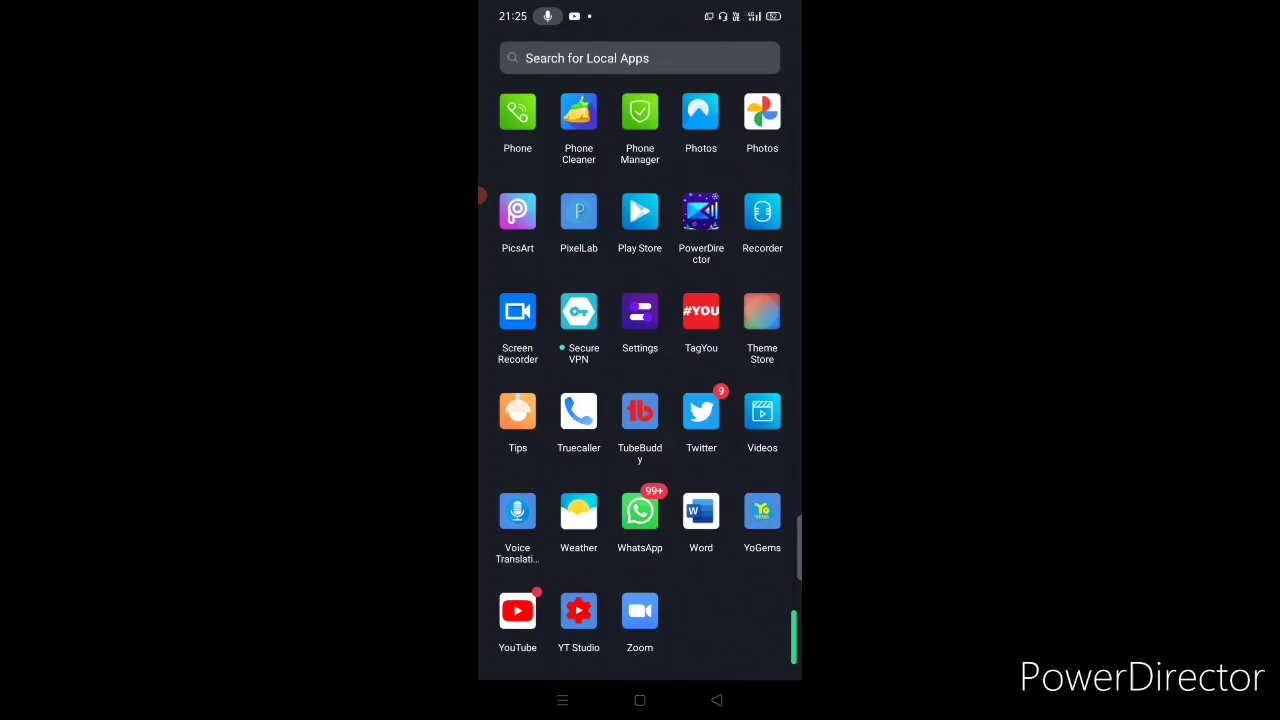 21:25
Search for Local Apps
Phone
Phone
Cleaner
Phone
Manager
Photos
Photos
PicsArt
PixelLab
Play Store
PowerDire
ctor
Recorder
Screen
Recorder
Secure
VPN
Settings
#YOU
TagYou
Theme
Store
Tips
Truecaller
tb
TubeBudd
y
9
Twitter
Videos
Voice
Translati...
Weather
99+
WhatsApp
W
Word
Yo
YoGems
YouTube
YT Studio
Zoom
PowerDirector